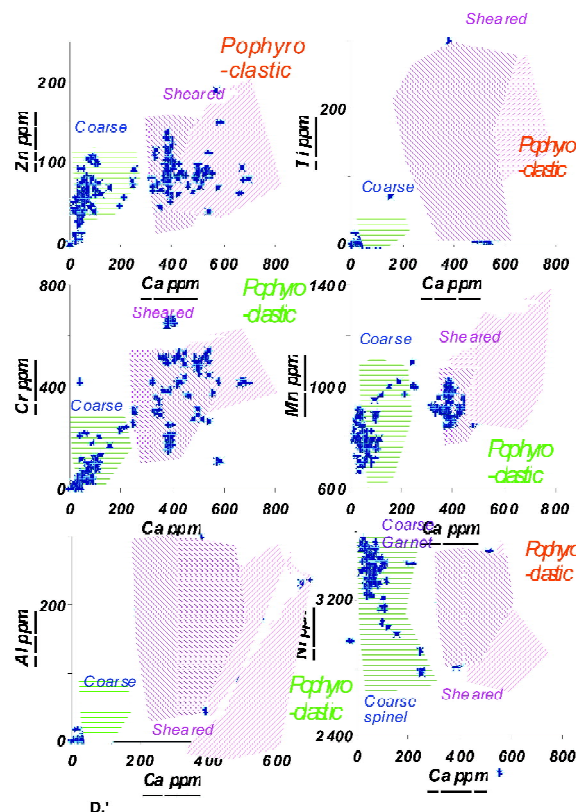 Pophyro
-clastic
Sheared
Coarse
Zn ppm
200
100
0
0
200
400
600
800
Ca ppm
Sheared
Pophyro
-clastic
Coarse
Ti ppm
200
0
0
200
400
600
800
Ca ppm
Pophyro
-clastic
Sheared
Coarse
Cr ppm
800
400
0
0
200
400
600
800
Ca ppm
1400
Coarse
Sheared
Mn ppm
1000
Pophyro
-clastic
600
0
200
400
600
800
Ca ppm
Al ppm
200
Coarse
Pophyro
-clastic
Sheared
0
0
200
400
600
Ca ppm
Coarse
Garnet
Pophyro
-clastic
Ni ppm
3200
Sheared
Coarse
spinel
2400
0
200
400
600
800
Ca ppm
D.'